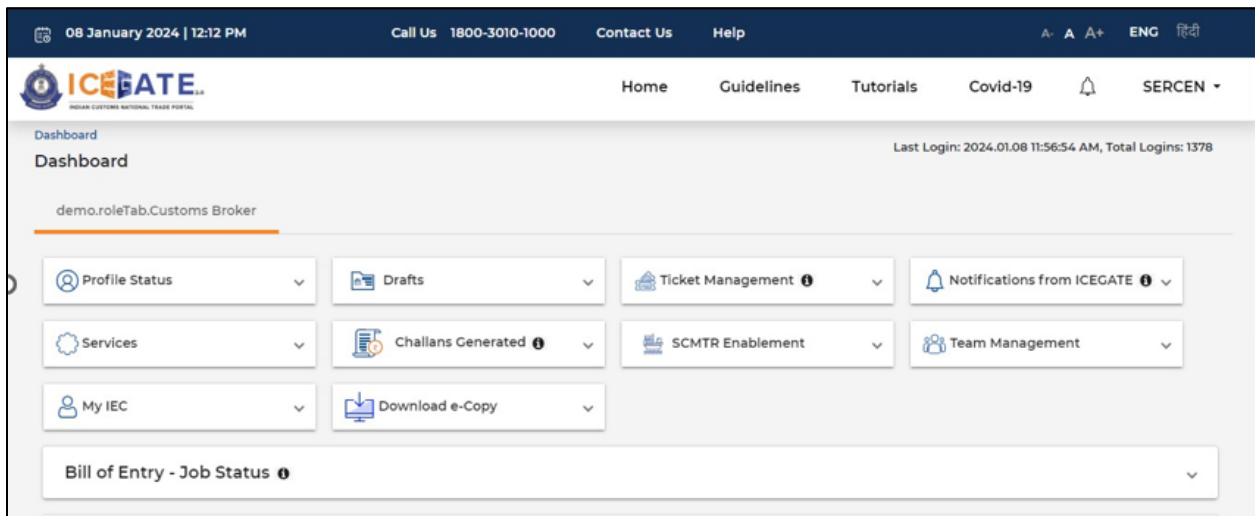 08 January 2024 | 12:12 PM Call Us 1800-3010-1000 Contact Us Help A- A A+ ENG हिंदी
ICEGATE
INDIAN CUSTOMS NATIONAL TRADE PORTAL
Home Guidelines Tutorials Covid-19 SERCEN
Dashboard
Dashboard
Last Login: 2024.01.08 11:56:54 AM, Total Logins: 1378
demo.roleTab.Customs Broker
Profile Status Drafts Ticket Management Notifications from ICEGATE
Services Challans Generated SCMTR Enablement Team Management
My IEC Download e-Copy
Bill of Entry - Job Status